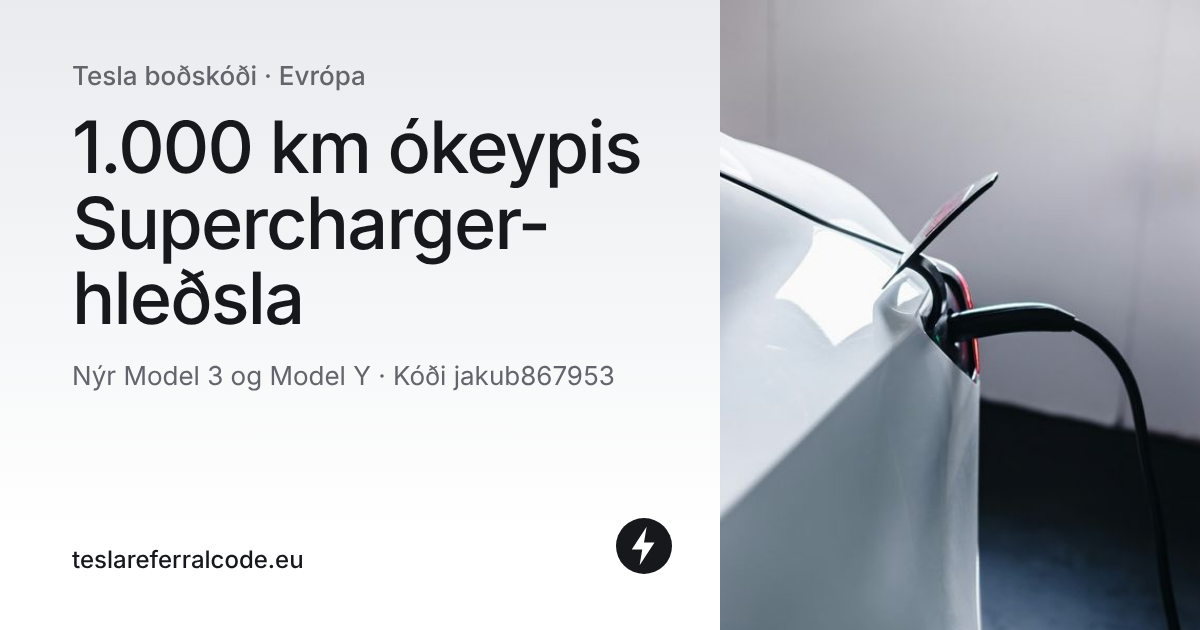 Tesla boðskóði · Evrópa
1.000 km ókeypis
Supercharger-
hleðsla
Nýr Model 3 og Model Y · Kóði jakub867953
teslareferralcode.eu